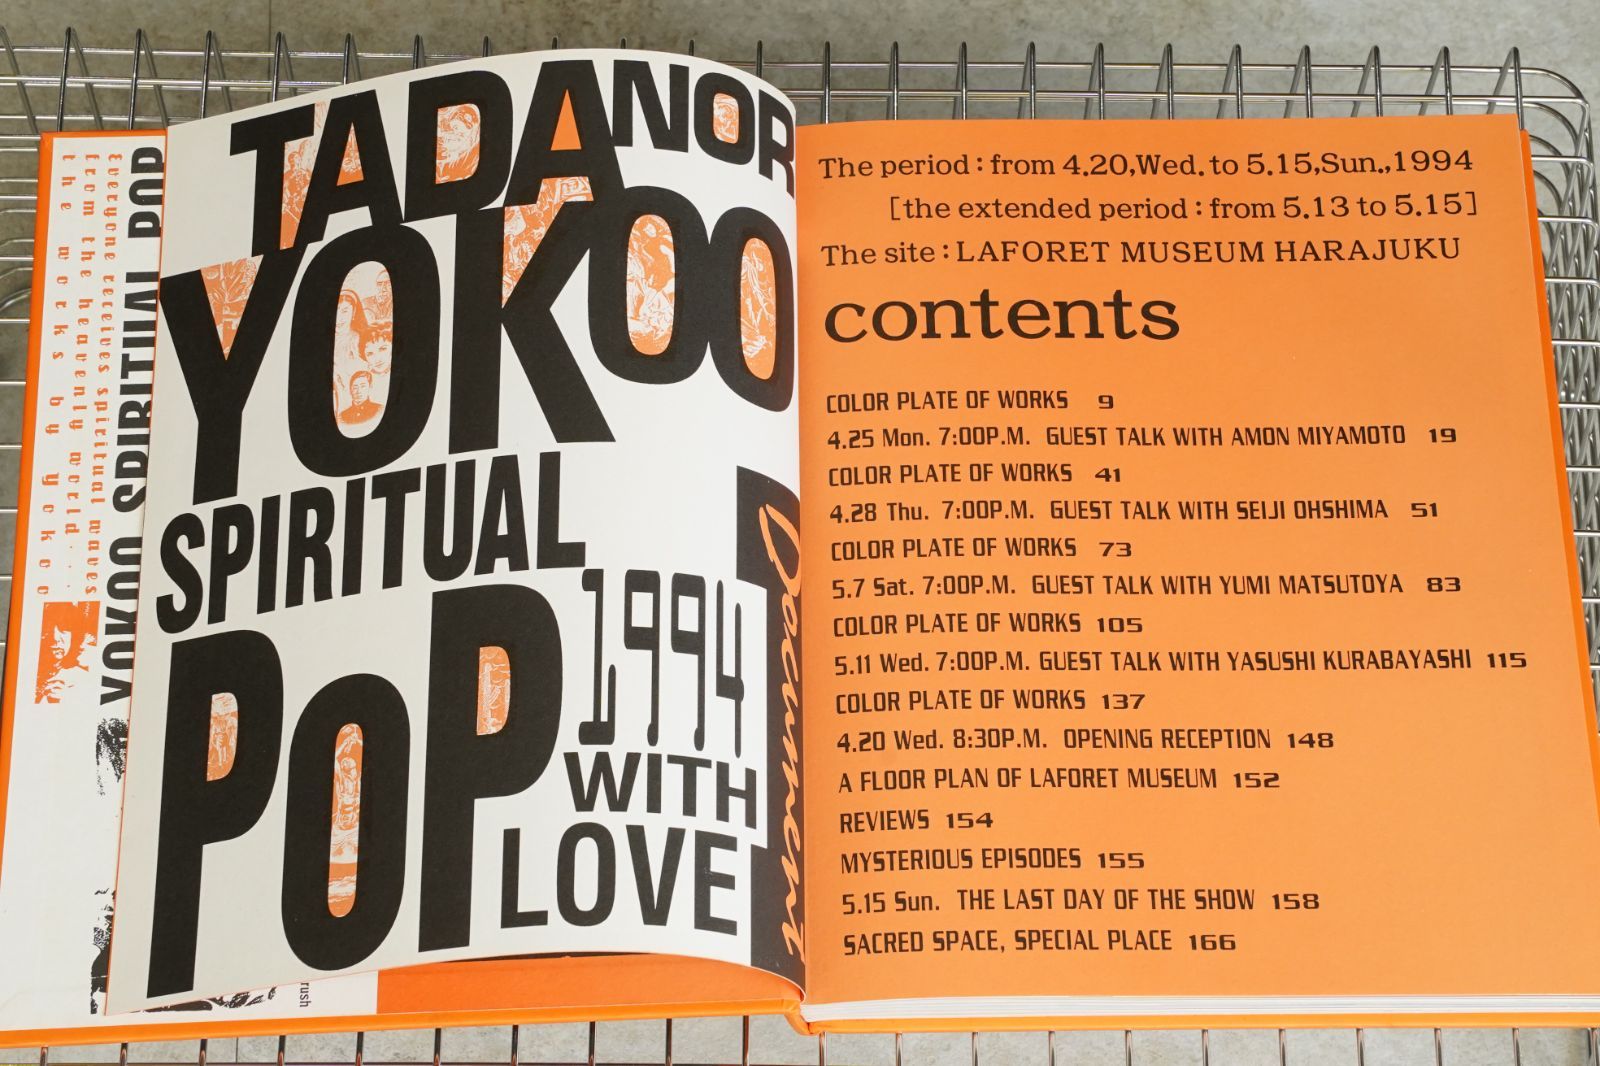 Everyone receives spiritual waves
from the heavenly world...
the works by yokoo
YOKOO SPIRITUAL POP
rush
TADANOR
YOKOO
SPIRITUAL
POP
1994
WITH
LOVE
Document
The period : from 4.20,Wed. to 5.15,Sun.,1994
[the extended period : from 5.13 to 5.15]
The site : LAFORET MUSEUM HARAJUKU
contents
COLOR PLATE OF WORKS 9
4.25 Mon. 7:00P.M. GUEST TALK WITH AMON MIYAMOTO 19
COLOR PLATE OF WORKS 41
4.28 Thu. 7:00P.M. GUEST TALK WITH SEIJI OHSHIMA 51
COLOR PLATE OF WORKS 73
5.7 Sat. 7:00P.M. GUEST TALK WITH YUMI MATSUTOYA 83
COLOR PLATE OF WORKS 105
5.11 Wed. 7:00P.M. GUEST TALK WITH YASUSHI KURABAYASHI 115
COLOR PLATE OF WORKS 137
4.20 Wed. 8:30P.M. OPENING RECEPTION 148
A FLOOR PLAN OF LAFORET MUSEUM 152
REVIEWS 154
MYSTERIOUS EPISODES 155
5.15 Sun. THE LAST DAY OF THE SHOW 158
SACRED SPACE, SPECIAL PLACE 166